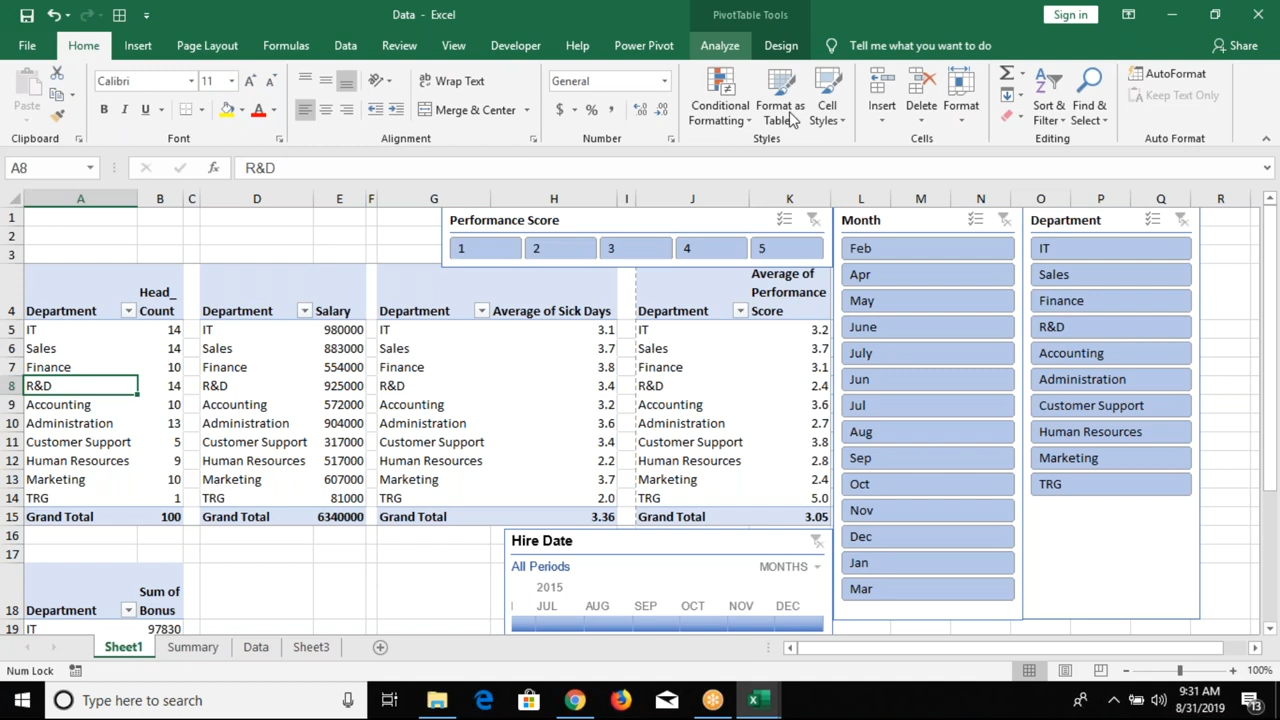 Data - Excel
PivotTable Tools
Sign in
File Home Insert Page Layout Formulas Data Review View Developer Help Power Pivot Analyze Design Tell me what you want to do Share
Paste
Calibri 11
Wrap Text
Merge & Center
General
$ % ,
Conditional Formatting
Format as Table
Cell Styles
Insert
Delete
Format
Sort & Filter
Find & Select
AutoFormat
Keep Text Only
Clipboard Font Alignment Number Styles Cells Editing Auto Format
A8 fx R&D
A B C D E F G H I J K L M N O P Q R
1
2
3
Performance Score
1 2 3 4 5
Month
Feb
Apr
May
June
July
Jun
Jul
Aug
Sep
Oct
Nov
Dec
Jan
Mar
Department
IT
Sales
Finance
R&D
Accounting
Administration
Customer Support
Human Resources
Marketing
TRG
4 Department Head_ Count Department Salary Department Average of Sick Days Department Average of Performance Score
5 IT 14 IT 980000 IT 3.1 IT 3.2
6 Sales 14 Sales 883000 Sales 3.7 Sales 3.7
7 Finance 10 Finance 554000 Finance 3.8 Finance 3.1
8 R&D 14 R&D 925000 R&D 3.4 R&D 2.4
9 Accounting 10 Accounting 572000 Accounting 3.2 Accounting 3.6
10 Administration 13 Administration 904000 Administration 3.6 Administration 2.7
11 Customer Support 5 Customer Support 317000 Customer Support 3.4 Customer Support 3.8
12 Human Resources 9 Human Resources 517000 Human Resources 2.2 Human Resources 2.8
13 Marketing 10 Marketing 607000 Marketing 3.7 Marketing 2.4
14 TRG 1 TRG 81000 TRG 2.0 TRG 5.0
15 Grand Total 100 Grand Total 6340000 Grand Total 3.36 Grand Total 3.05
16
17
Hire Date
All Periods MONTHS
2015
JUL AUG SEP OCT NOV DEC
18 Department Sum of Bonus
19 IT 97830
Sheet1 Summary Data Sheet3
Num Lock
100%
Type here to search
9:31 AM
8/31/2019
13